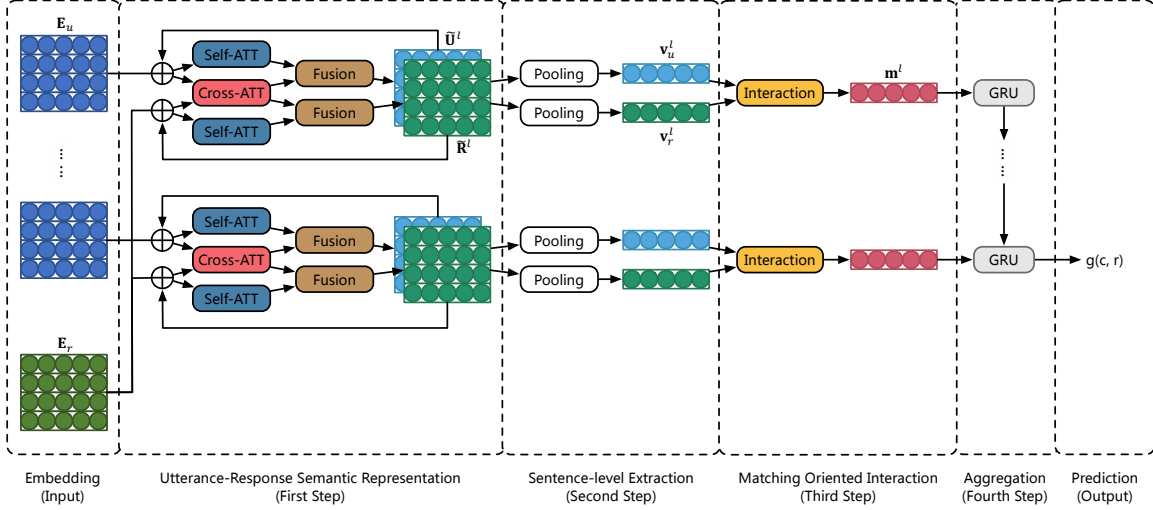 E_u
Ũ^l
Self-ATT
Cross-ATT
Self-ATT
Fusion
Fusion
R̃^l
Pooling
Pooling
v_u^l
v_r^l
Interaction
m^l
GRU
......
......
Self-ATT
Cross-ATT
Self-ATT
Fusion
Fusion
Pooling
Pooling
Interaction
GRU
g(c, r)
E_r
Embedding
(Input)
Utterance-Response Semantic Representation
(First Step)
Sentence-level Extraction
(Second Step)
Matching Oriented Interaction
(Third Step)
Aggregation
(Fourth Step)
Prediction
(Output)